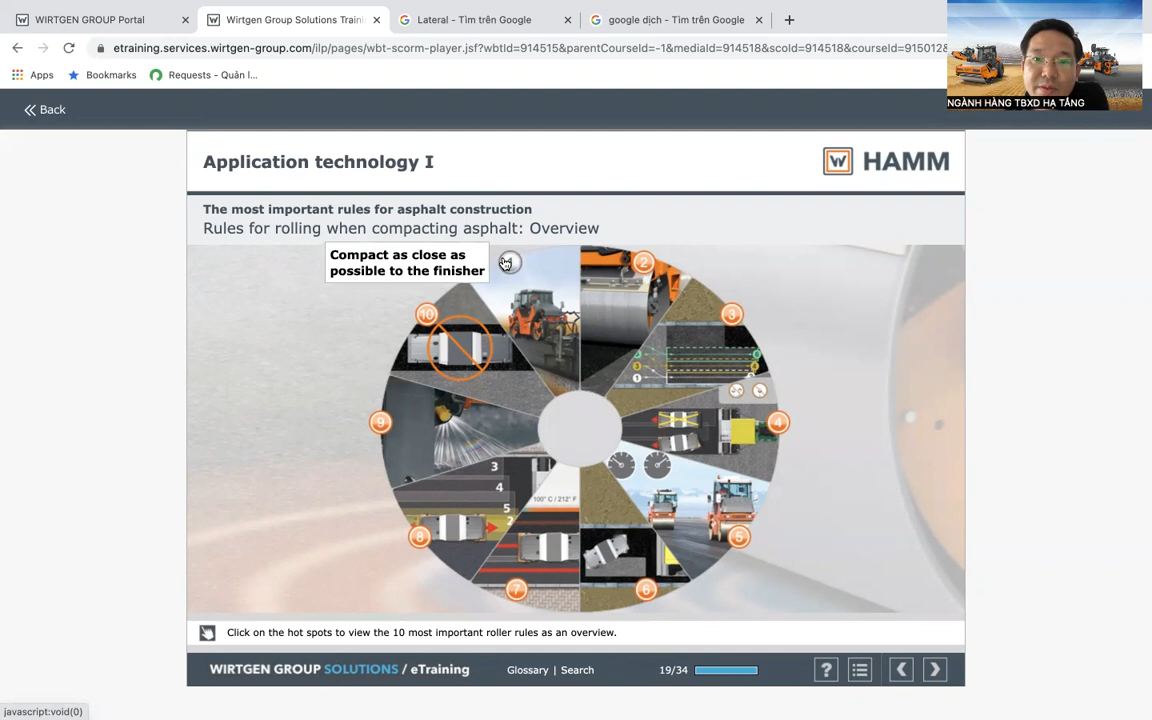 WIRTGEN GROUP Portal
Wirtgen Group Solutions Traini
Lateral - Tìm trên Google
google dịch - Tìm trên Google
etraining.services.wirtgen-group.com/ilp/pages/wbt-scorm-player.jsf?wbtId=914515&parentCourseId=-1&mediaId=914518&scoId=914518&courseId=915012&
Apps
Bookmarks
Requests - Quản l...
NGÀNH HÀNG TBXD HẠ TẦNG
Back
Application technology I
W HAMM
The most important rules for asphalt construction
Rules for rolling when compacting asphalt: Overview
Compact as close as
possible to the finisher
2
10
3
3
1
9
4
3
4
5
2
100° C / 212° F
8
5
7
6
Click on the hot spots to view the 10 most important roller rules as an overview.
WIRTGEN GROUP SOLUTIONS / eTraining
Glossary | Search
19/34
?
javascript:void(0)